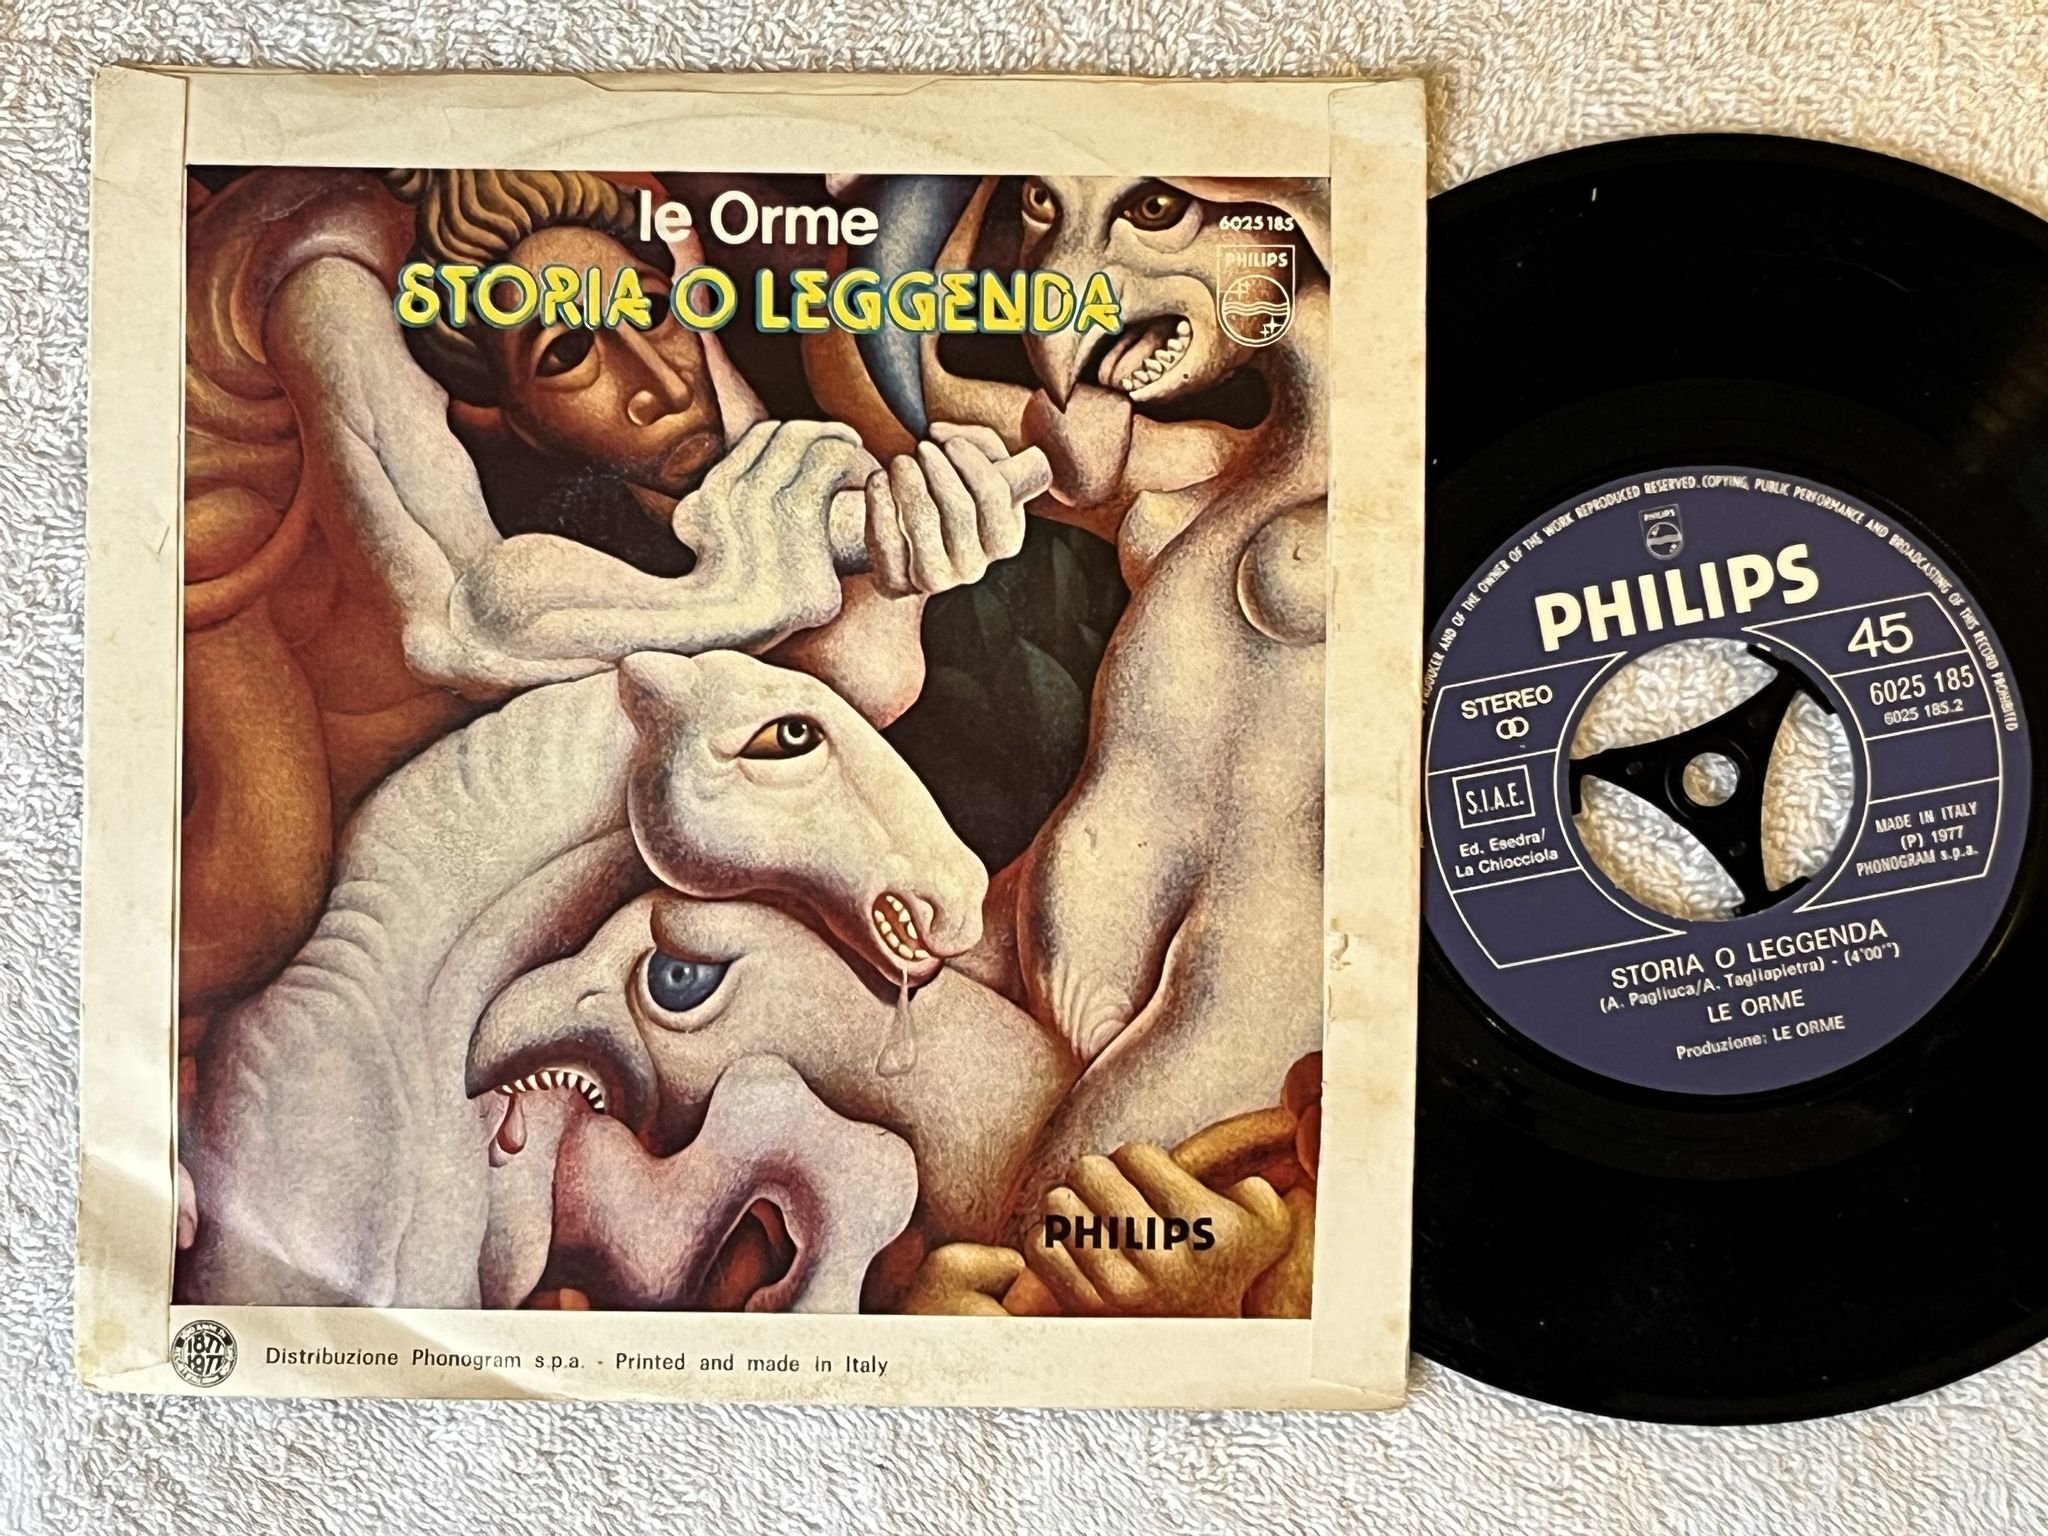 le Orme
STORIA O LEGGENDA
6025 185
PHILIPS
PHILIPS
1877
1977
Distribuzione Phonogram s.p.a. - Printed and made in Italy
PRODUCER AND OF THE OWNER OF THE WORK REPRODUCED RESERVED. COPYING, PUBLIC PERFORMANCE AND BROADCASTING OF THIS RECORD PROHIBITED
PHILIPS
PHILIPS
45
6025 185
6025 185.2
STEREO
S.I.A.E.
Ed. Esedra/
La Chiocciola
MADE IN ITALY
(P) 1977
PHONOGRAM s.p.a.
STORIA O LEGGENDA
(A. Pagliuca/A. Tagliapietra) - (4'00'')
LE ORME
Produzione: LE ORME